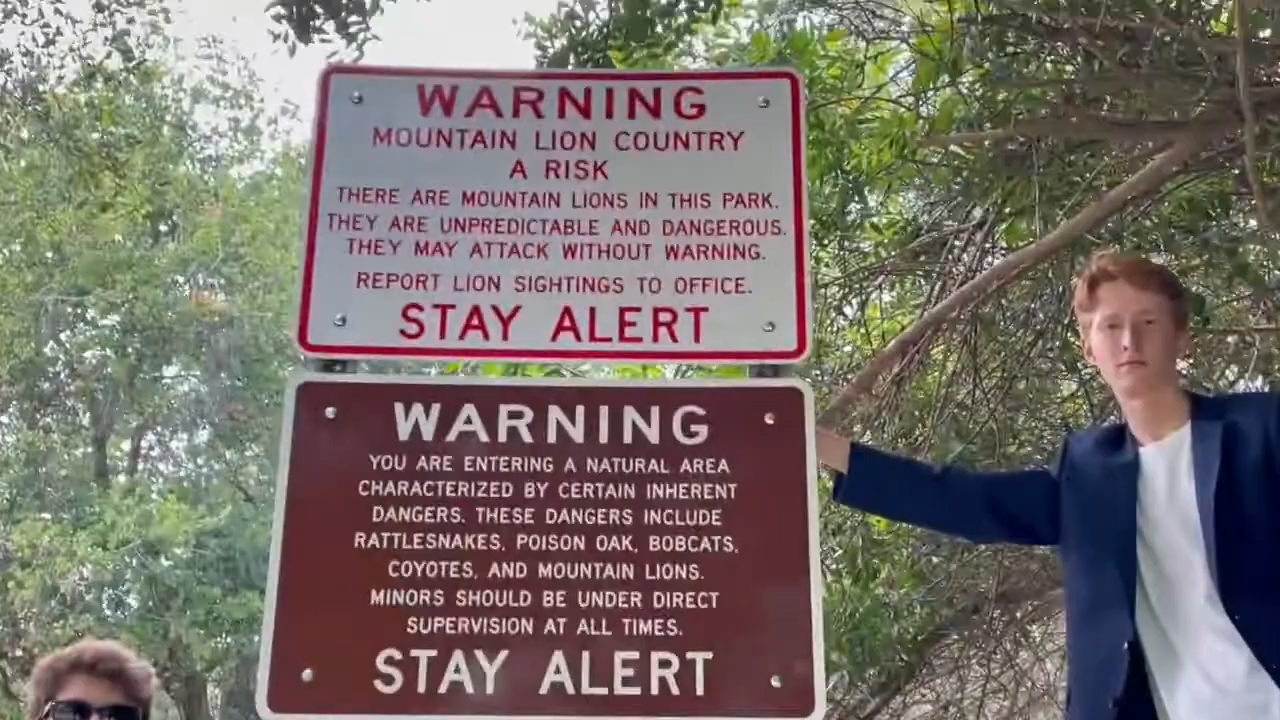 WARNING
MOUNTAIN LION COUNTRY
A RISK
THERE ARE MOUNTAIN LIONS IN THIS PARK.
THEY ARE UNPREDICTABLE AND DANGEROUS.
THEY MAY ATTACK WITHOUT WARNING.
REPORT LION SIGHTINGS TO OFFICE.
STAY ALERT
WARNING
YOU ARE ENTERING A NATURAL AREA
CHARACTERIZED BY CERTAIN INHERENT
DANGERS. THESE DANGERS INCLUDE
RATTLESNAKES, POISON OAK, BOBCATS,
COYOTES, AND MOUNTAIN LIONS.
MINORS SHOULD BE UNDER DIRECT
SUPERVISION AT ALL TIMES.
STAY ALERT